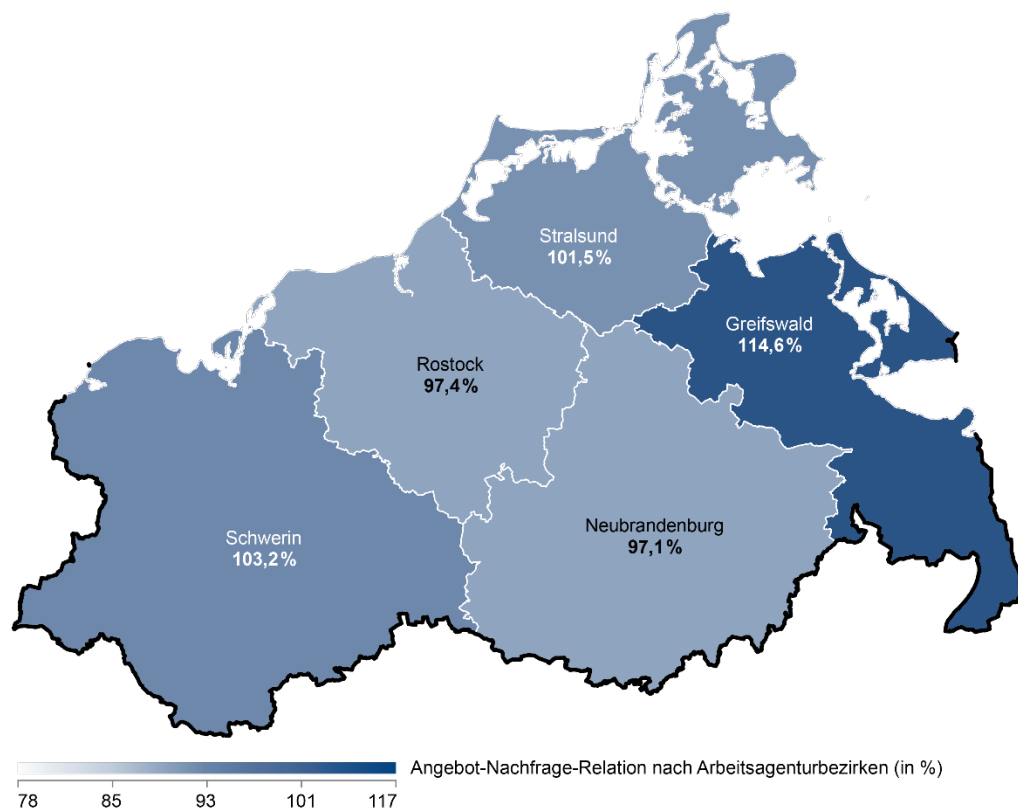 Stralsund
101,5%
Greifswald
114,6%
Rostock
97,4%
Neubrandenburg
97,1%
Schwerin
103,2%
Angebot-Nachfrage-Relation nach Arbeitsagenturbezirken (in %)
78 85 93 101 117